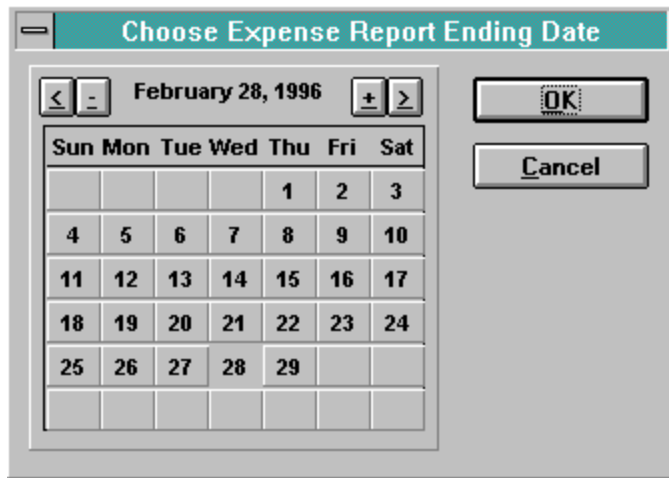 Choose Expense Report Ending Date
< - February 28, 1996 + >
OK
Sun Mon Tue Wed Thu Fri Sat
Cancel
1 2 3
4 5 6 7 8 9 10
11 12 13 14 15 16 17
18 19 20 21 22 23 24
25 26 27 28 29